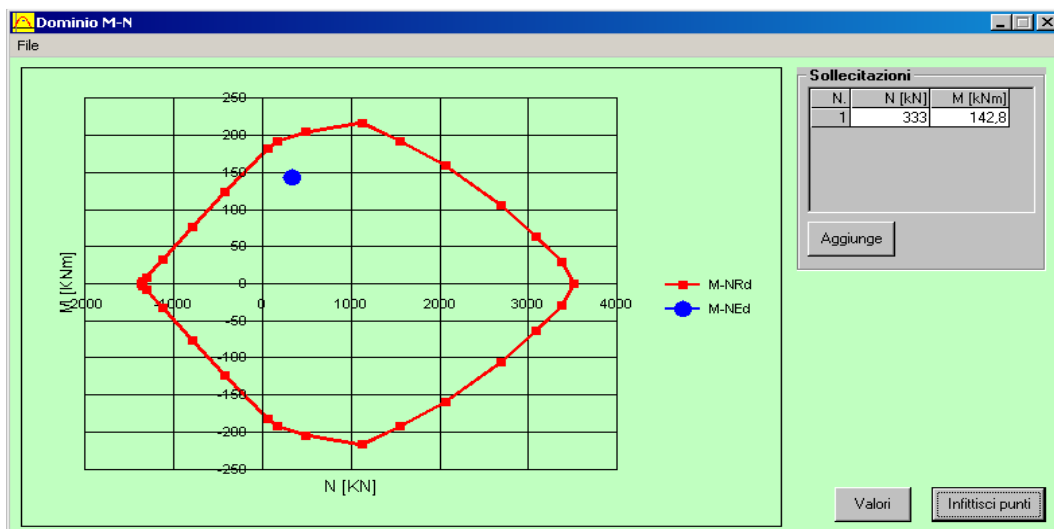 Dominio M-N
File
250
200
150
100
50
0
-50
-100
-150
-200
-250
-2000
-1000
0
1000
2000
3000
4000
M [KNm]
N [KN]
M-NRd
M-NEd
Sollecitazioni
N. N [kN] M [kNm]
1 333 142,8
Aggiunge
Valori
Infittisci punti